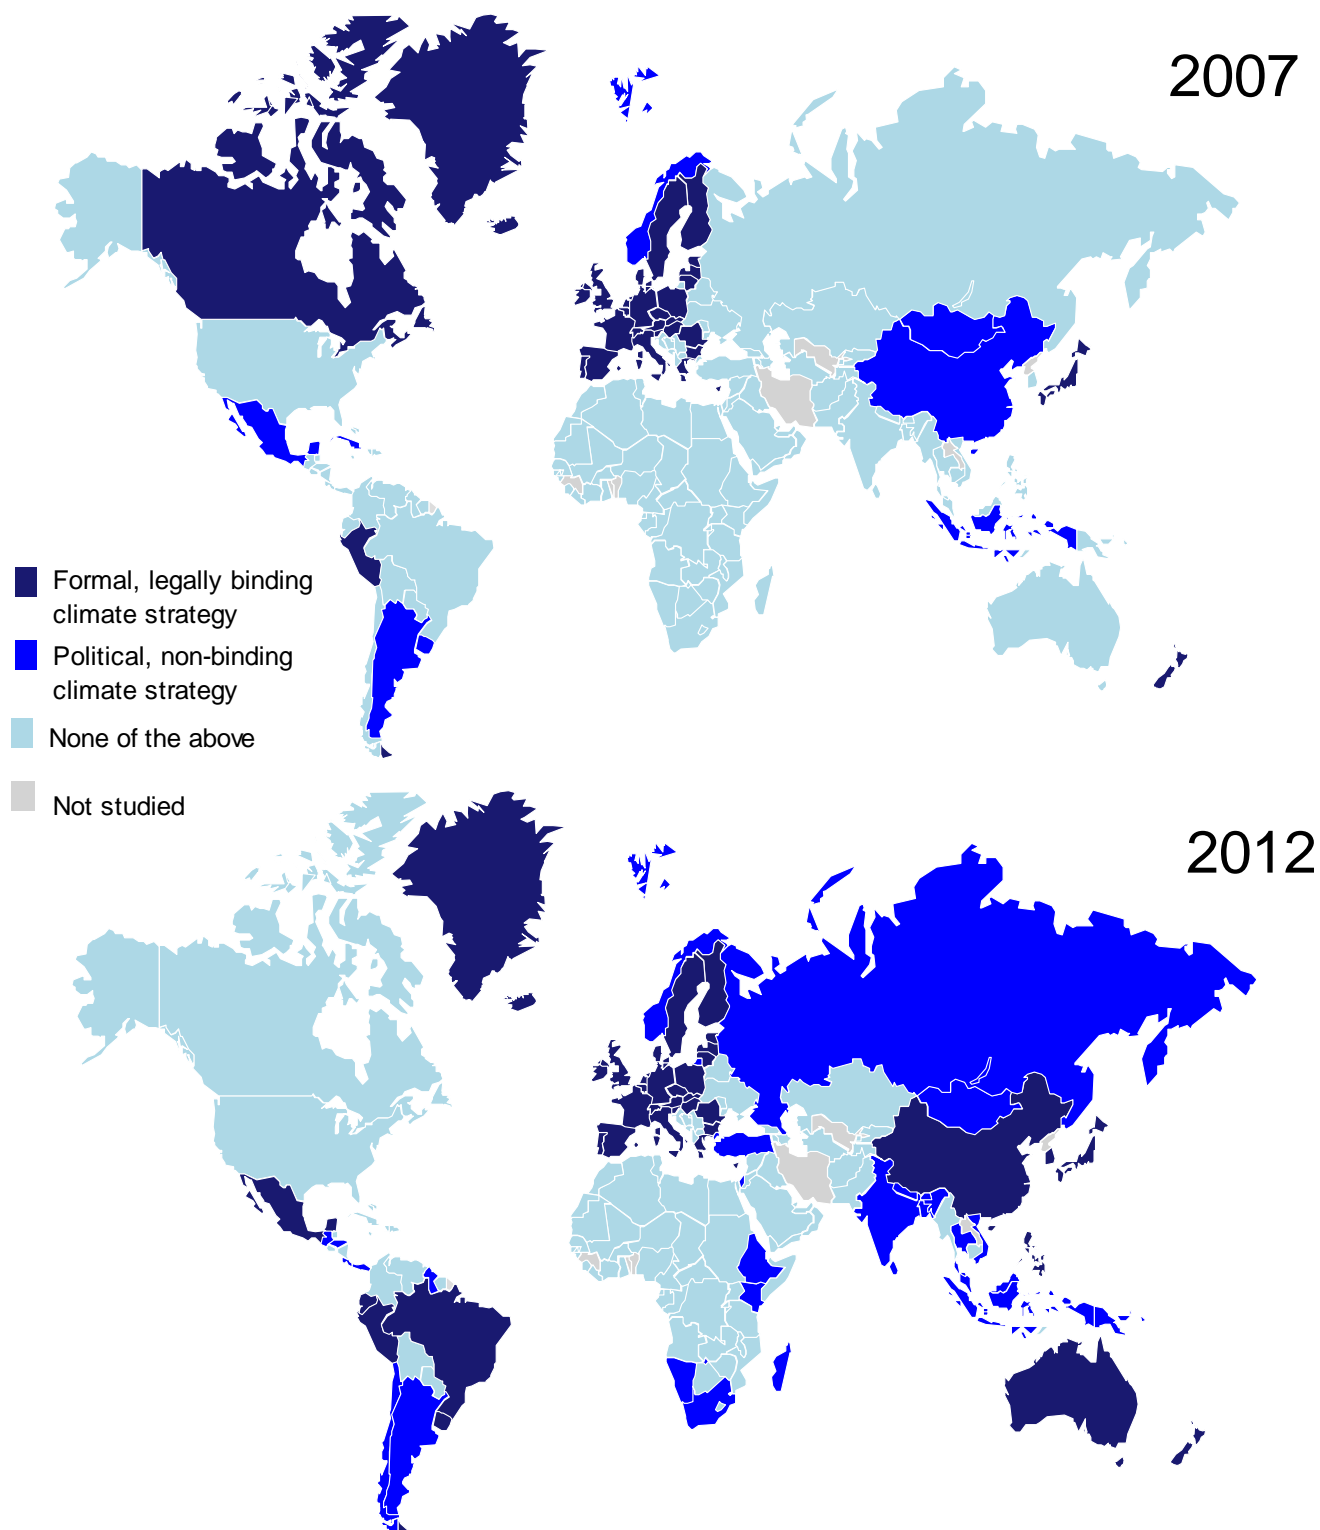 2007
Formal, legally binding
climate strategy
Political, non-binding
climate strategy
None of the above
Not studied
2012